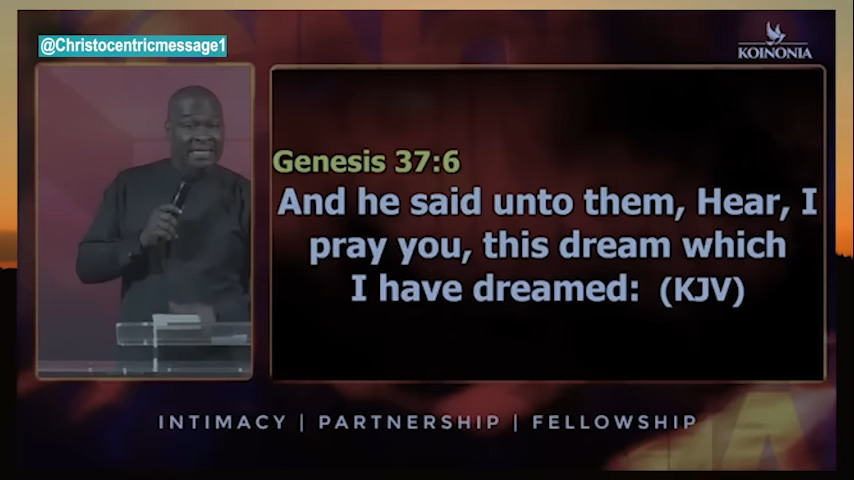 @Christocentricmessage1
KOINONIA
Genesis 37:6
And he said unto them, Hear, I
pray you, this dream which
I have dreamed: (KJV)
INTIMACY | PARTNERSHIP | FELLOWSHIP